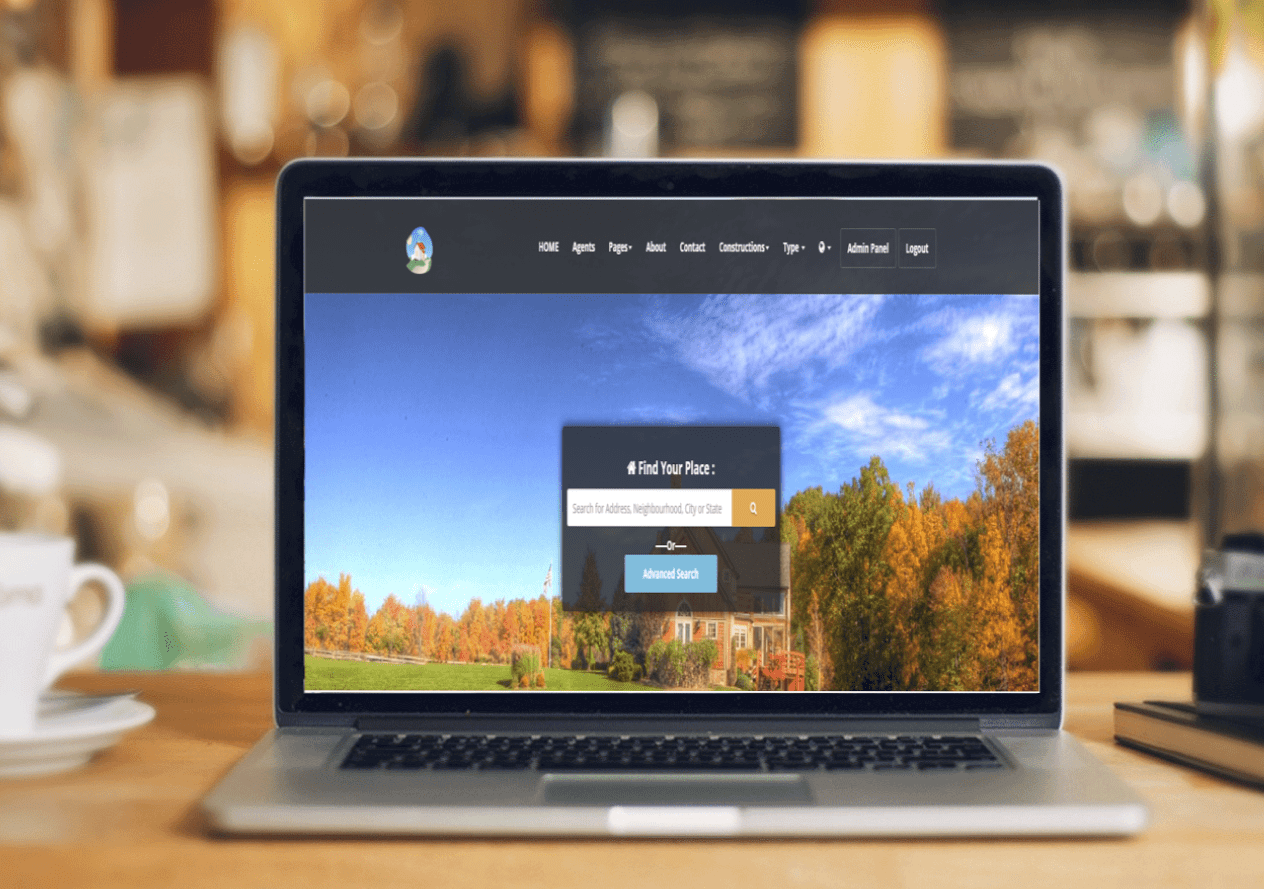 HOME Agents Pages About Contact Constructions Type Admin Panel Logout
Find Your Place :
Search for Address, Neighbourhood, City or State
Or
Advanced Search